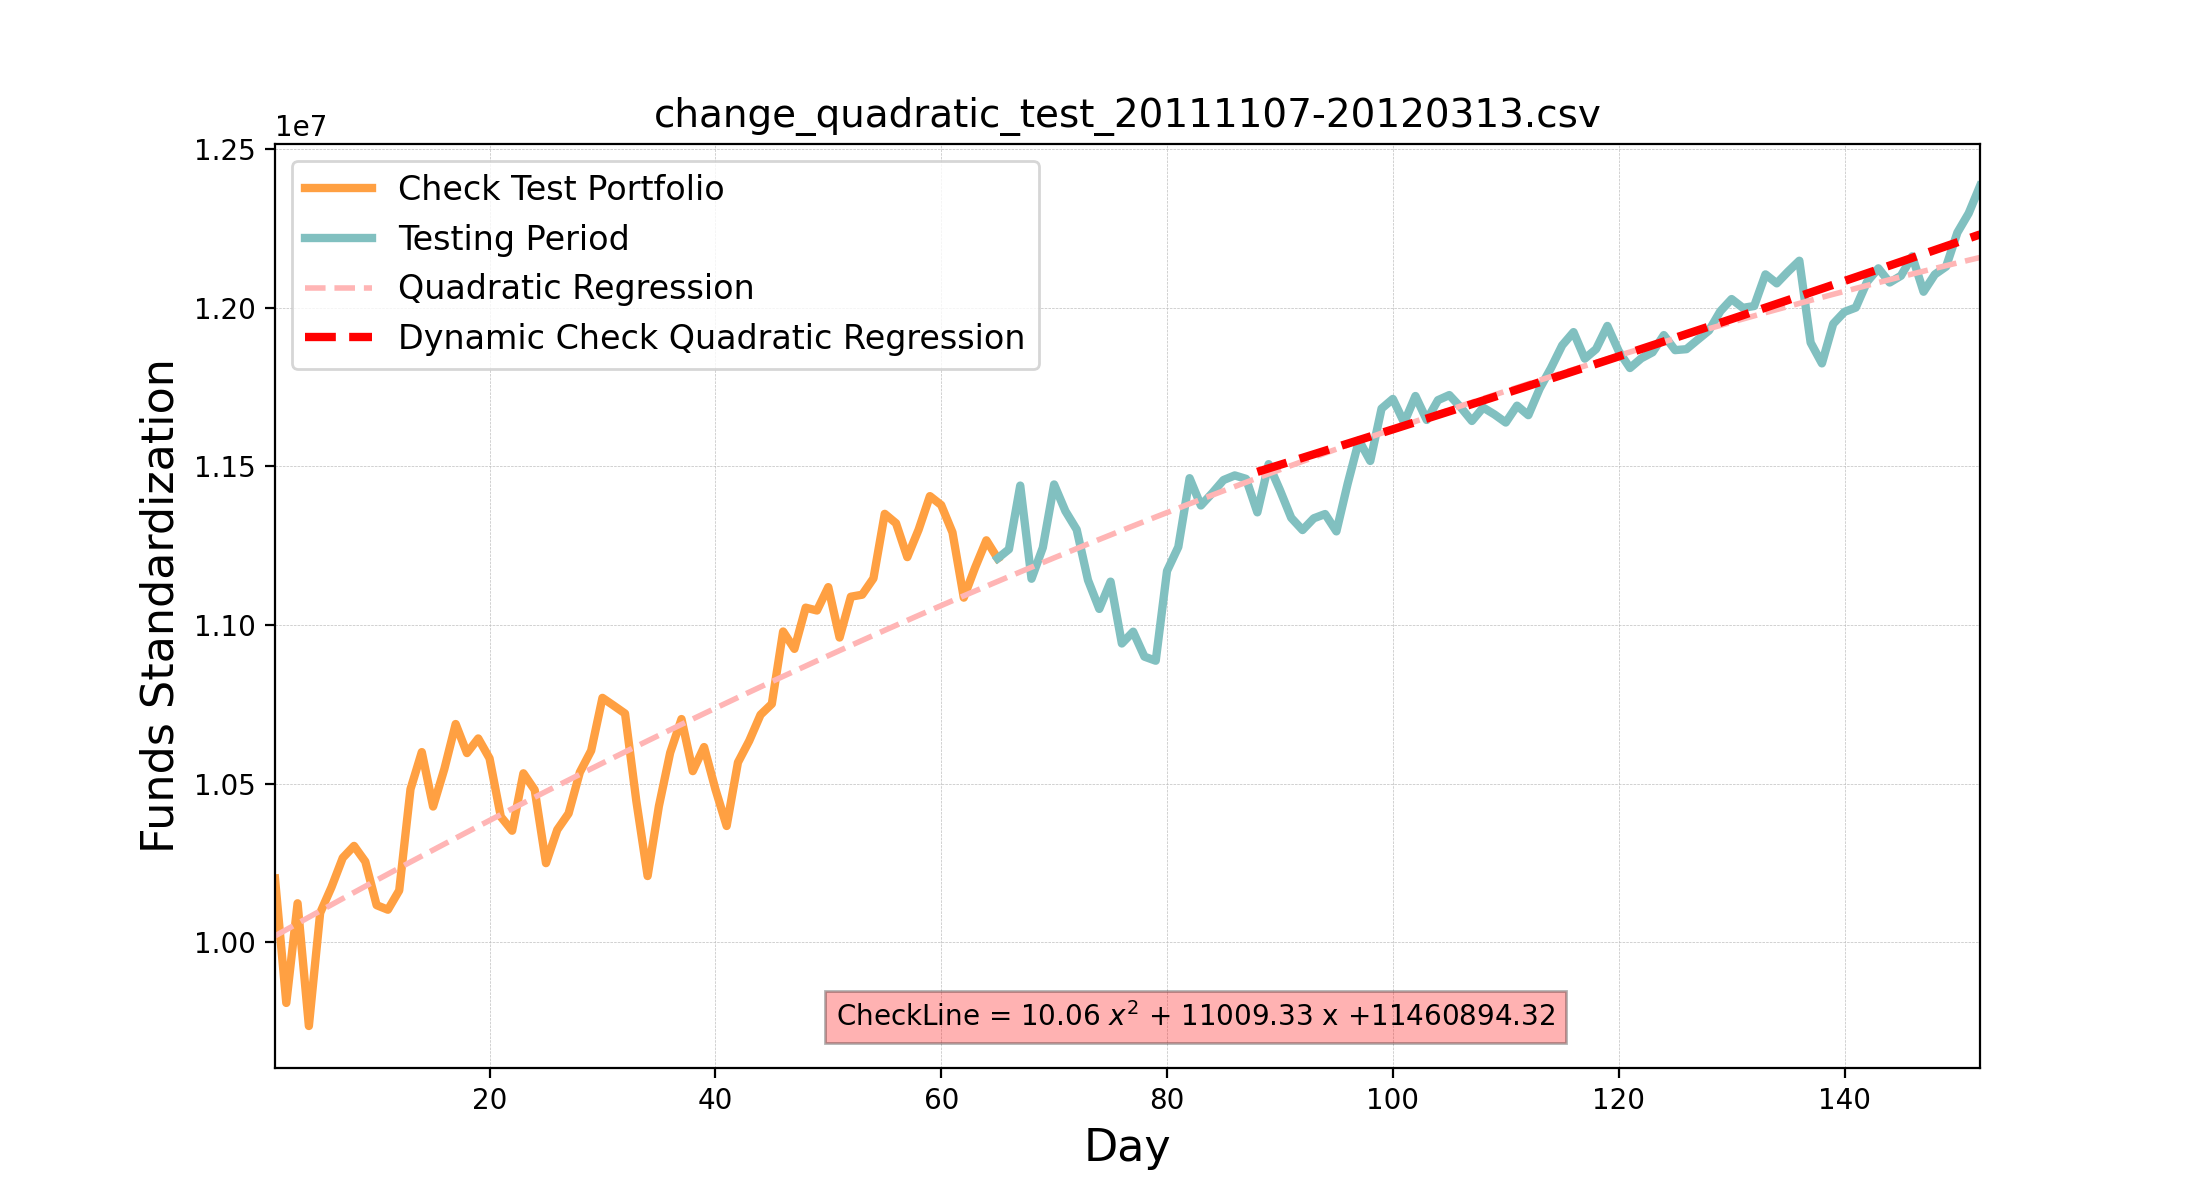 change_quadratic_test_20111107-20120313.csv
1e7
1.25
1.20
1.15
1.10
1.05
1.00
Funds Standardization
Check Test Portfolio
Testing Period
Quadratic Regression
Dynamic Check Quadratic Regression
CheckLine = 10.06 x² + 11009.33 x +11460894.32
20 40 60 80 100 120 140
Day